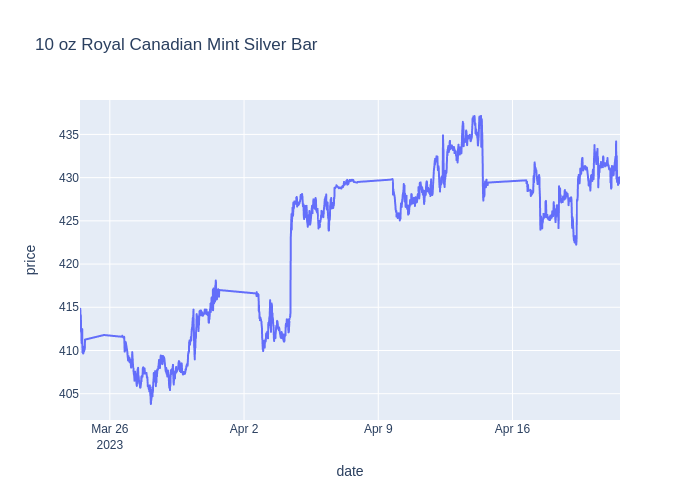 10 oz Royal Canadian Mint Silver Bar
price
435
430
425
420
415
410
405
Mar 26
2023
Apr 2
Apr 9
Apr 16
date